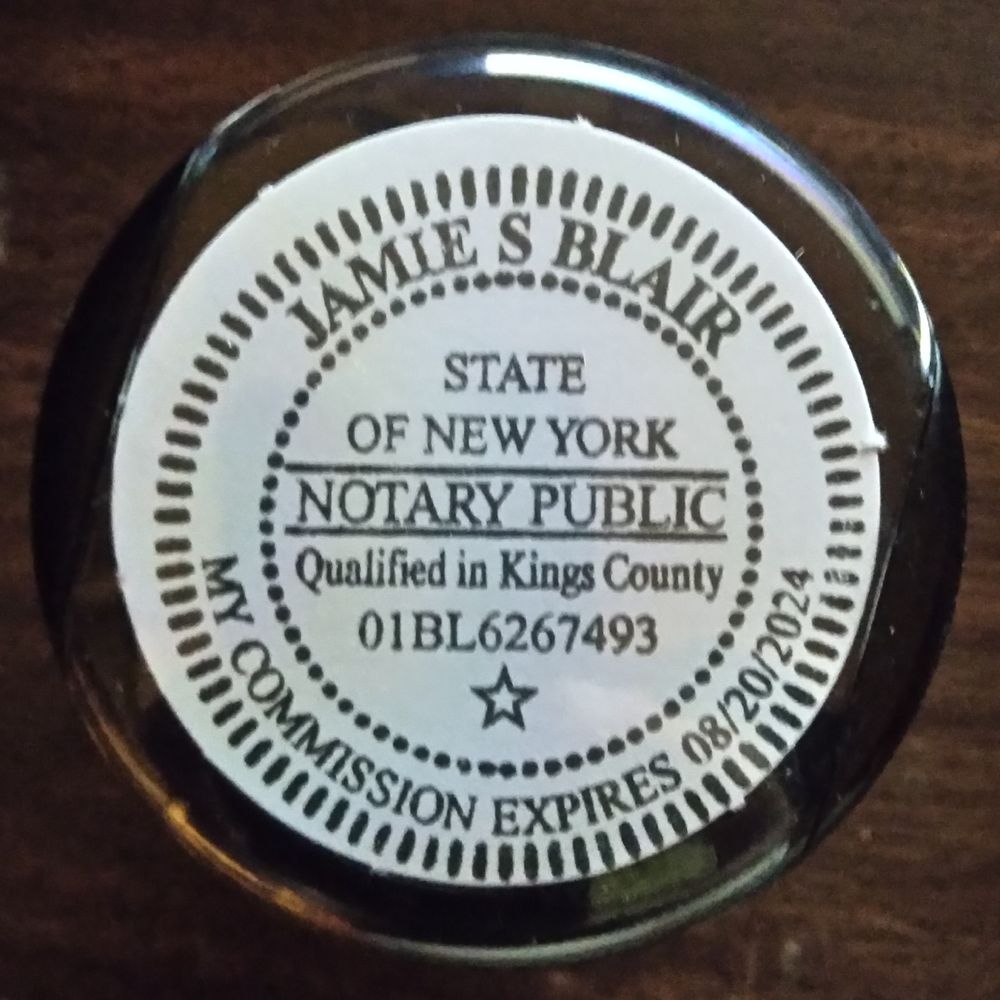 JAMIE S BLAIR
STATE
OF NEW YORK
NOTARY PUBLIC
Qualified in Kings County
01BL6267493
MY COMMISSION EXPIRES 08/20/2024